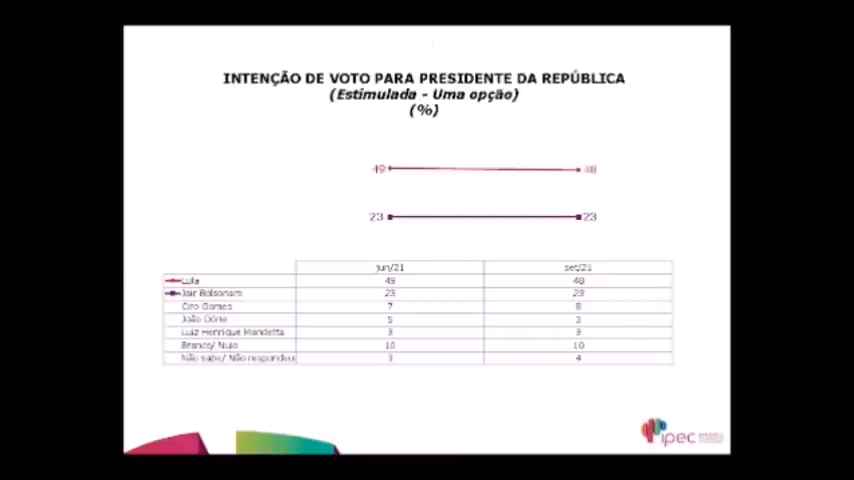 INTENÇÃO DE VOTO PARA PRESIDENTE DA REPÚBLICA
(Estimulada - Uma opção)
(%)
49 48
23 23
jun/21 set/21
Lula 49 48
Jair Bolsonaro 23 23
Ciro Gomes 7 8
João Dória 5 3
Luiz Henrique Mandetta 3 3
Branco/ Nulo 10 10
Não sabe/ Não respondeu 3 4
ipec